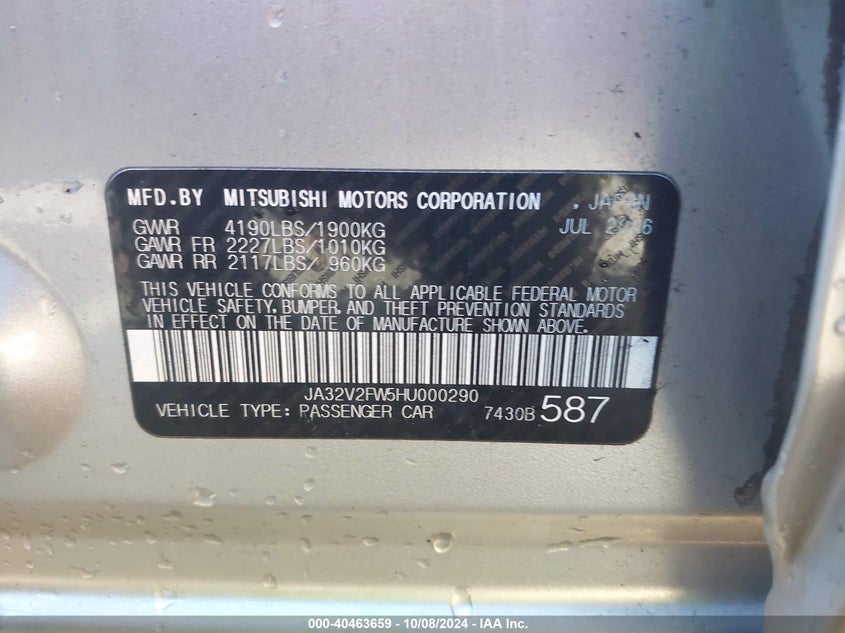 MFD.BY MITSUBISHI MOTORS CORPORATION , JAPAN
JUL 2016
GVWR 4190LBS/1900KG
GAWR FR 2227LBS/1010KG
GAWR RR 2117LBS/ 960KG
THIS VEHICLE CONFORMS TO ALL APPLICABLE FEDERAL MOTOR
VEHICLE SAFETY, BUMPER, AND THEFT PREVENTION STANDARDS
IN EFFECT ON THE DATE OF MANUFACTURE SHOWN ABOVE.
JA32V2FW5HU000290
VEHICLE TYPE: PASSENGER CAR 7430B 587
000-40463659 - 10/08/2024 - IAA Inc.